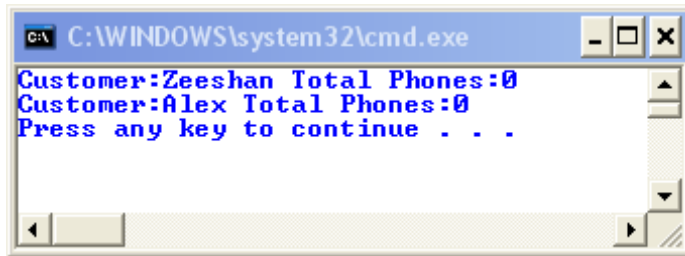 C:\WINDOWS\system32\cmd.exe
Customer:Zeeshan Total Phones:0
Customer:Alex Total Phones:0
Press any key to continue . . .